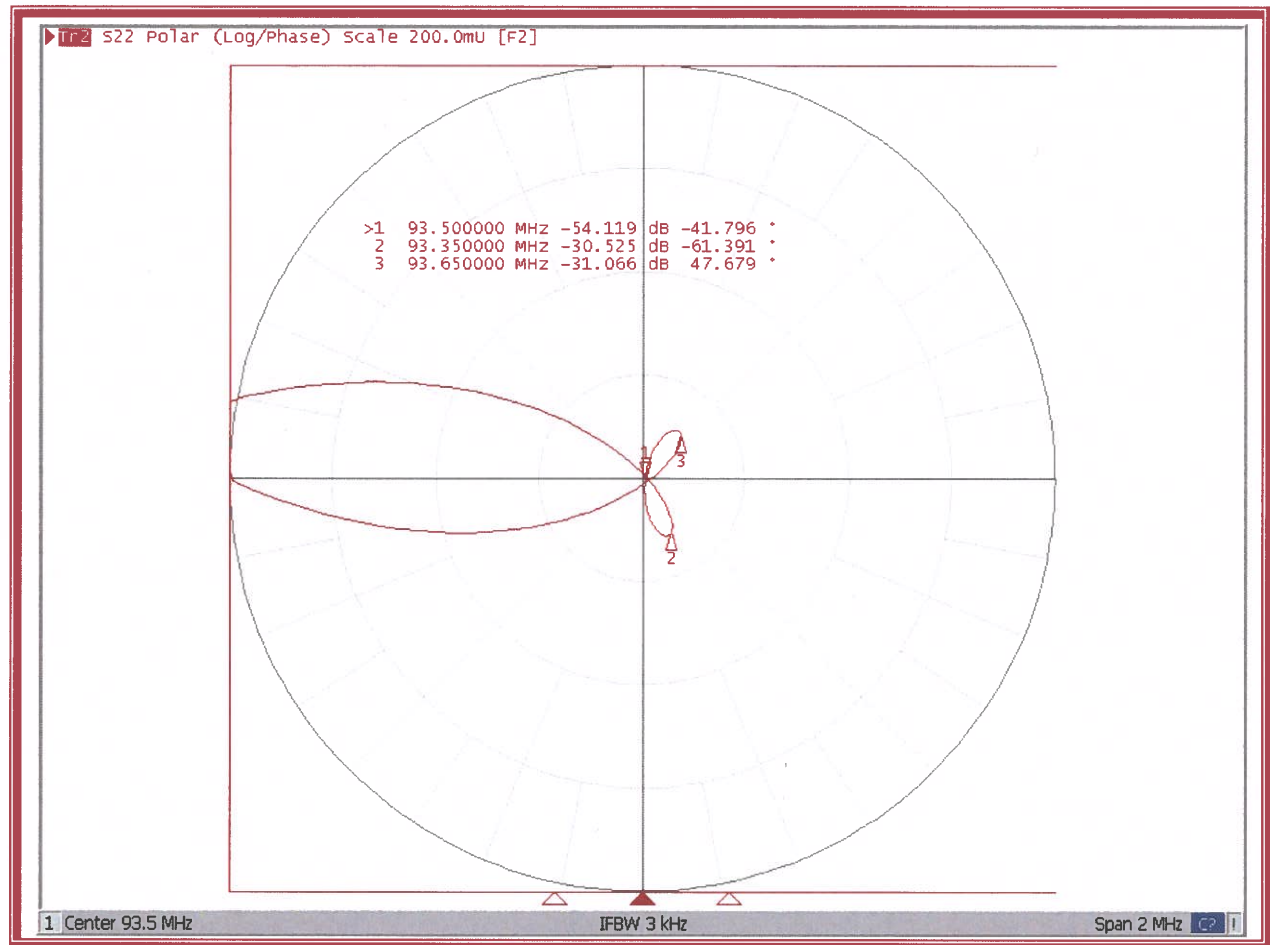 Tr2 S22 Polar (Log/Phase) Scale 200.0mU [F2]
>1 93.500000 MHz -54.119 dB -41.796 °
2 93.350000 MHz -30.525 dB -61.391 °
3 93.650000 MHz -31.066 dB 47.679 °
1
3
2
1 Center 93.5 MHz IFBW 3 kHz Span 2 MHz C? !